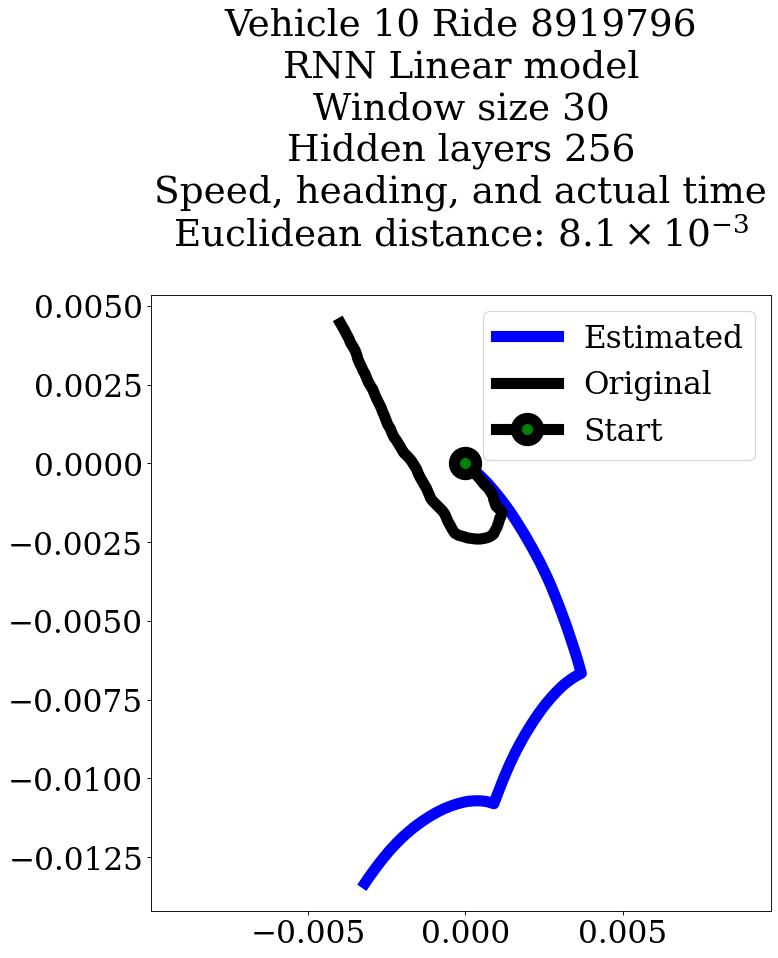 Vehicle 10 Ride 8919796
RNN Linear model
Window size 30
Hidden layers 256
Speed, heading, and actual time
Euclidean distance: 8.1 × 10⁻³
0.0050
0.0025
0.0000
−0.0025
−0.0050
−0.0075
−0.0100
−0.0125
Estimated
Original
Start
−0.005 0.000 0.005